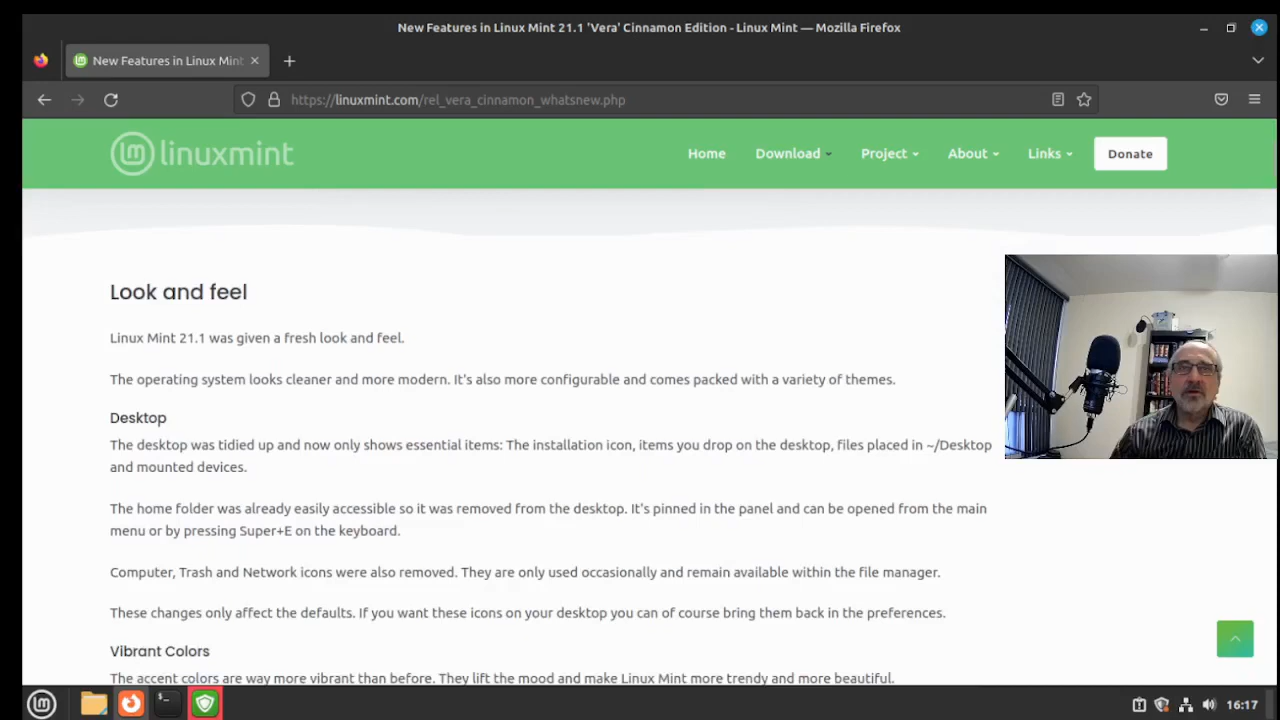 New Features in Linux Mint 21.1 'Vera' Cinnamon Edition - Linux Mint — Mozilla Firefox
New Features in Linux Mint
https://linuxmint.com/rel_vera_cinnamon_whatsnew.php
linuxmint
Home
Download
Project
About
Links
Donate
Look and feel
Linux Mint 21.1 was given a fresh look and feel.
The operating system looks cleaner and more modern. It's also more configurable and comes packed with a variety of themes.
Desktop
The desktop was tidied up and now only shows essential items: The installation icon, items you drop on the desktop, files placed in ~/Desktop
and mounted devices.
The home folder was already easily accessible so it was removed from the desktop. It's pinned in the panel and can be opened from the main
menu or by pressing Super+E on the keyboard.
Computer, Trash and Network icons were also removed. They are only used occasionally and remain available within the file manager.
These changes only affect the defaults. If you want these icons on your desktop you can of course bring them back in the preferences.
Vibrant Colors
The accent colors are way more vibrant than before. They lift the mood and make Linux Mint more trendy and more beautiful.
16:17